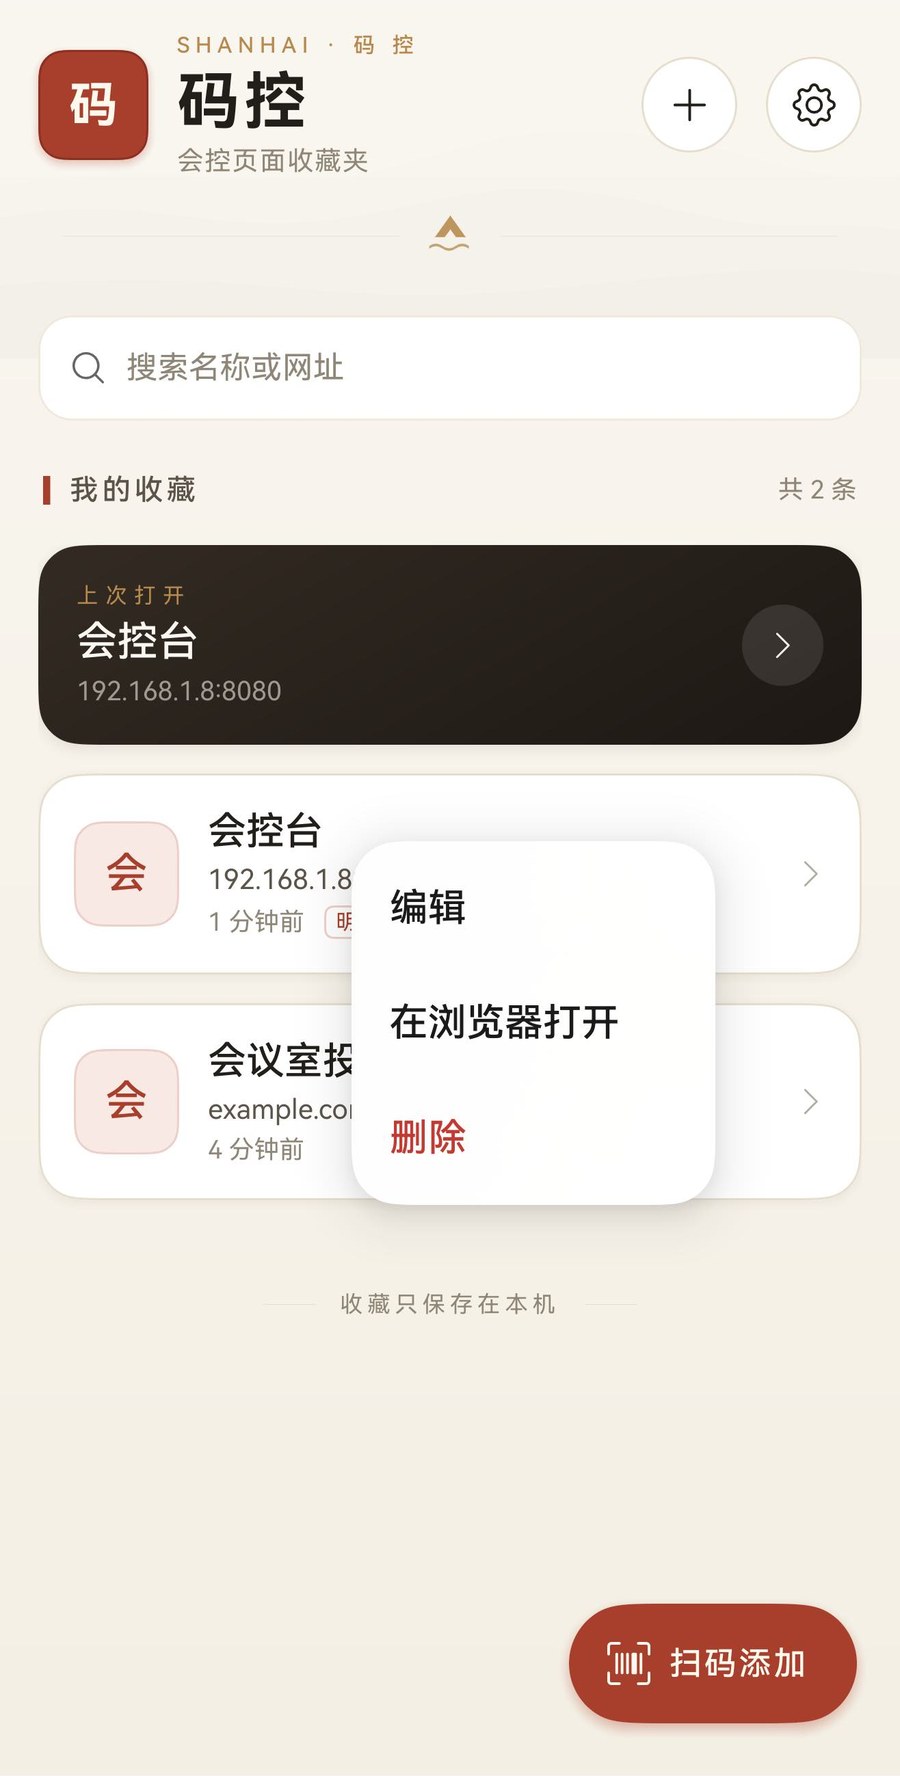 SHANHAI · 码 控
码
码控
会控页面收藏夹
搜索名称或网址
我的收藏
共 2 条
上次打开
会控台
192.168.1.8:8080
会
会控台
192.168.1.8
1 分钟前
明
会
会议室投
example.co
4 分钟前
编辑
在浏览器打开
删除
收藏只保存在本机
扫码添加